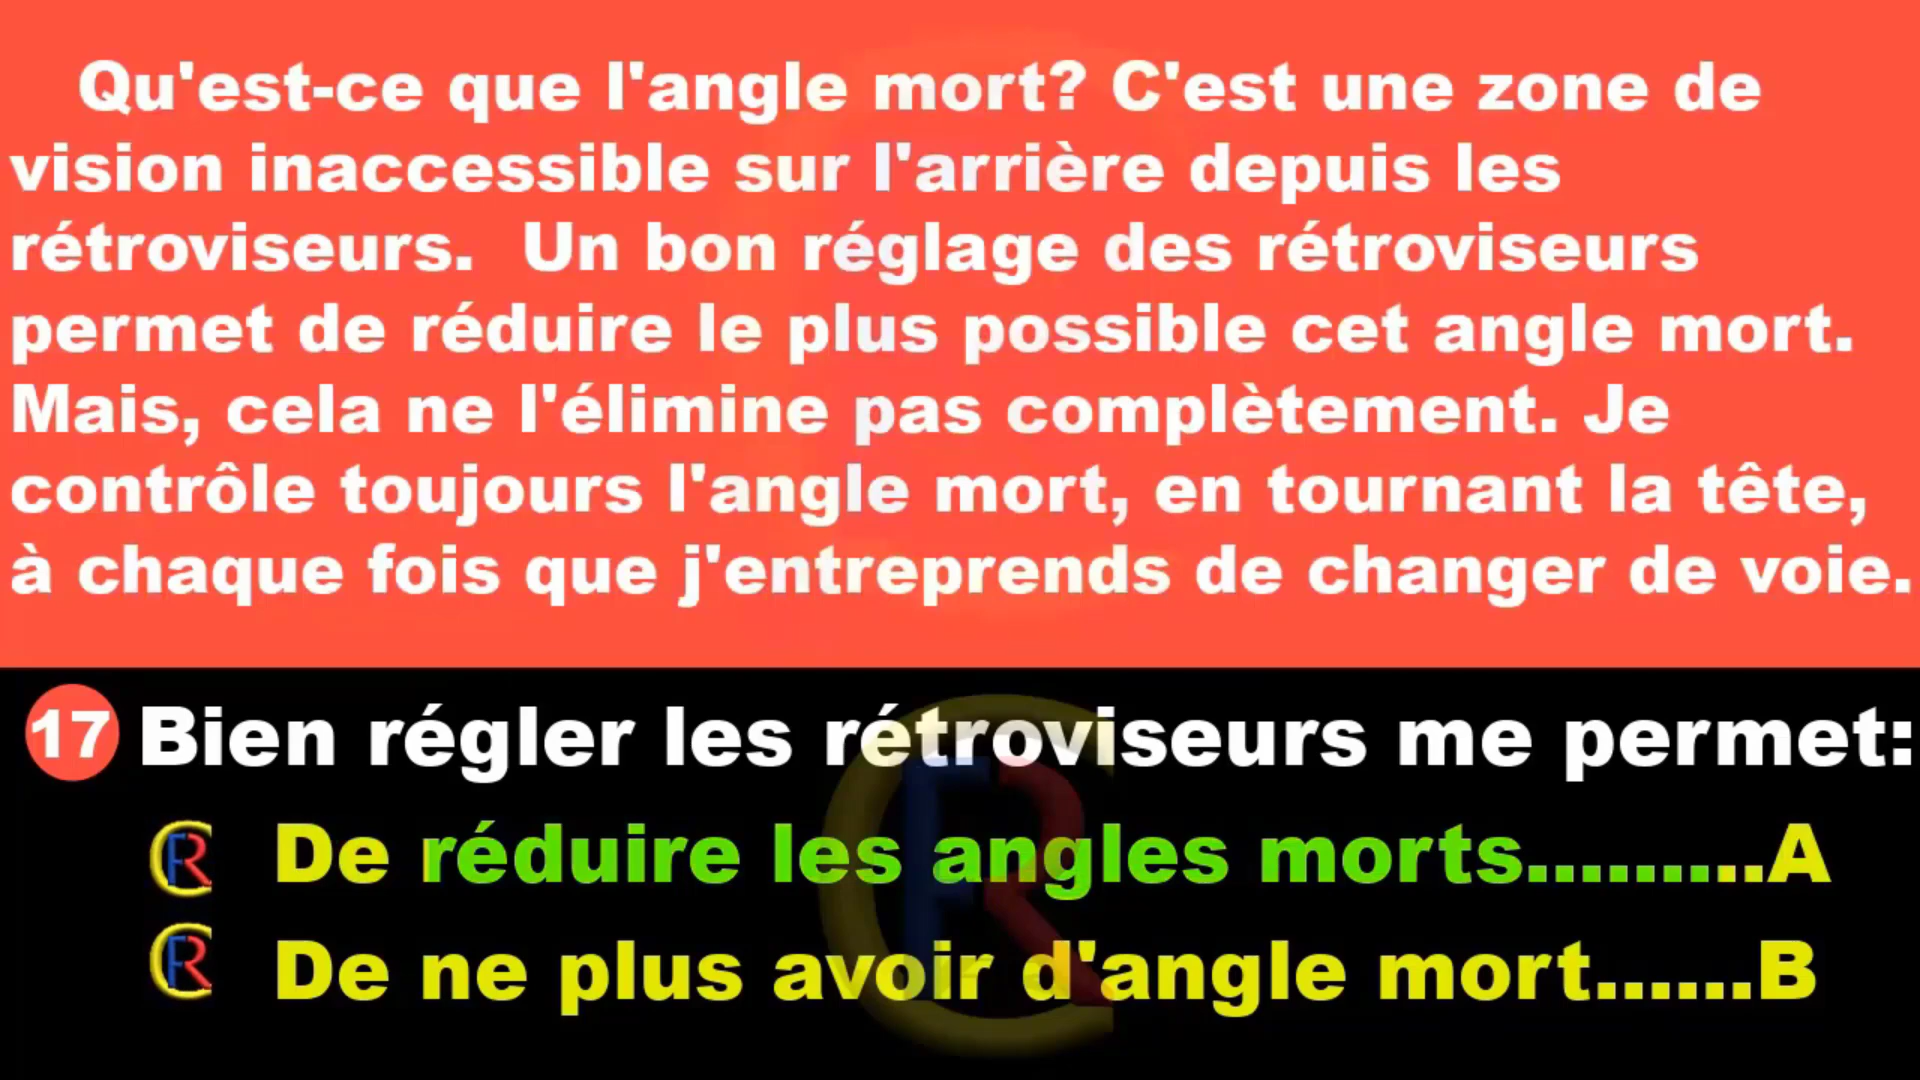 Qu'est-ce que l'angle mort? C'est une zone de
vision inaccessible sur l'arrière depuis les
rétroviseurs. Un bon réglage des rétroviseurs
permet de réduire le plus possible cet angle mort.
Mais, cela ne l'élimine pas complètement. Je
contrôle toujours l'angle mort, en tournant la tête,
à chaque fois que j'entreprends de changer de voie.
17 Bien régler les rétroviseurs me permet:
CFR De réduire les angles morts..........A
CFR De ne plus avoir d'angle mort......B